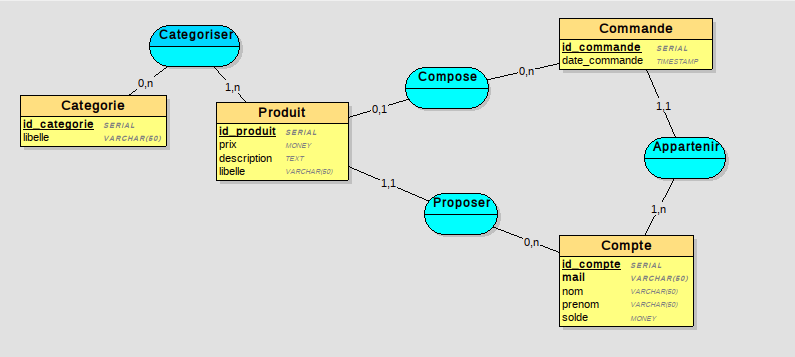 Categoriser
0,n
1,n
Categorie
id_categorie SERIAL
libelle VARCHAR(50)
Produit
id_produit SERIAL
prix MONEY
description TEXT
libelle VARCHAR(50)
Compose
0,1
0,n
Commande
id_commande SERIAL
date_commande TIMESTAMP
1,1
Appartenir
1,n
1,1
Proposer
0,n
Compte
id_compte SERIAL
mail VARCHAR(50)
nom VARCHAR(50)
prenom VARCHAR(50)
solde MONEY